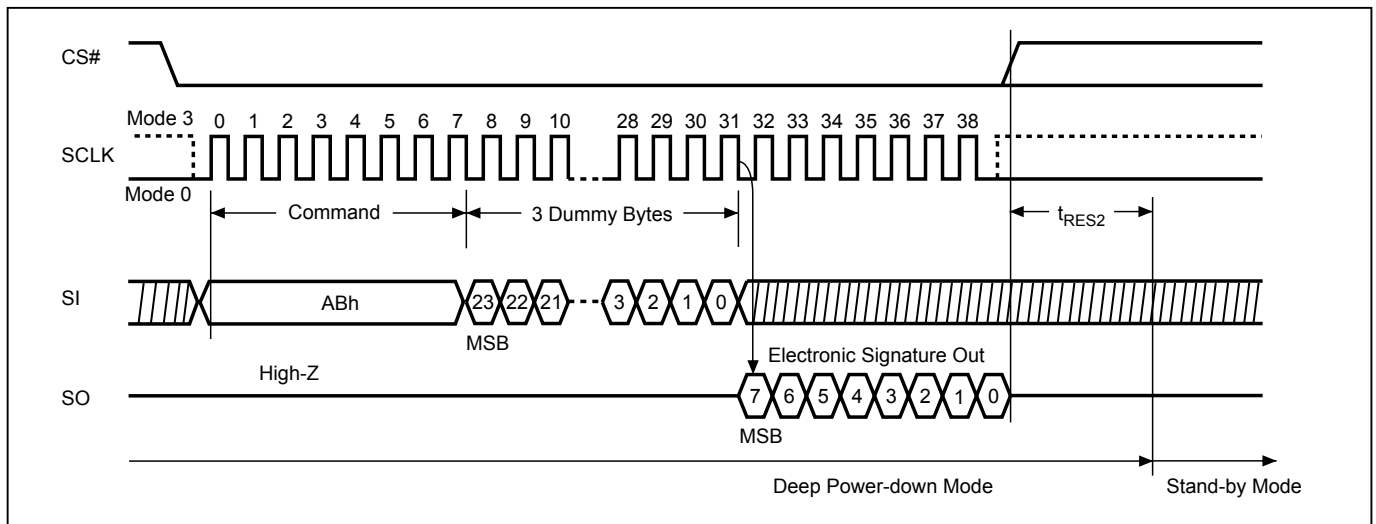 CS#
Mode 3 0 1 2 3 4 5 6 7 8 9 10 28 29 30 31 32 33 34 35 36 37 38
SCLK
Mode 0
Command 3 Dummy Bytes tRES2
SI ABh 23 22 21 3 2 1 0
MSB
Electronic Signature Out
High-Z
SO 7 6 5 4 3 2 1 0
MSB
Deep Power-down Mode Stand-by Mode